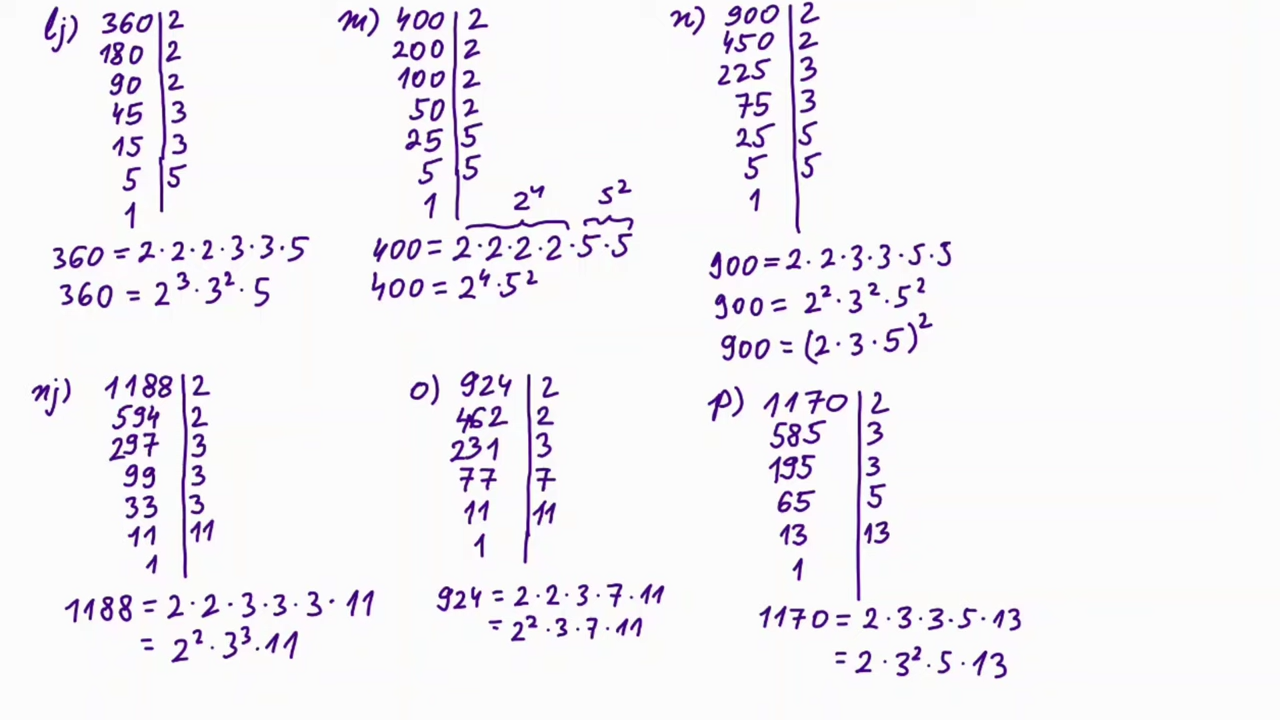 lj) 360 | 2
180 | 2
90 | 2
45 | 3
15 | 3
5 | 5
1 |
360 = 2·2·2·3·3·5
360 = 2³·3²·5
m) 400 | 2
200 | 2
100 | 2
50 | 2
25 | 5
5 | 5
1 |
2⁴ 5²
400 = 2·2·2·2·5·5
400 = 2⁴·5²
n) 900 | 2
450 | 2
225 | 3
75 | 3
25 | 5
5 | 5
1 |
900 = 2·2·3·3·5·5
900 = 2²·3²·5²
900 = (2·3·5)²
nj) 1188 | 2
594 | 2
297 | 3
99 | 3
33 | 3
11 | 11
1 |
1188 = 2·2·3·3·3·11
= 2²·3³·11
o) 924 | 2
462 | 2
231 | 3
77 | 7
11 | 11
1 |
924 = 2·2·3·7·11
= 2²·3·7·11
p) 1170 | 2
585 | 3
195 | 3
65 | 5
13 | 13
1 |
1170 = 2·3·3·5·13
= 2·3²·5·13